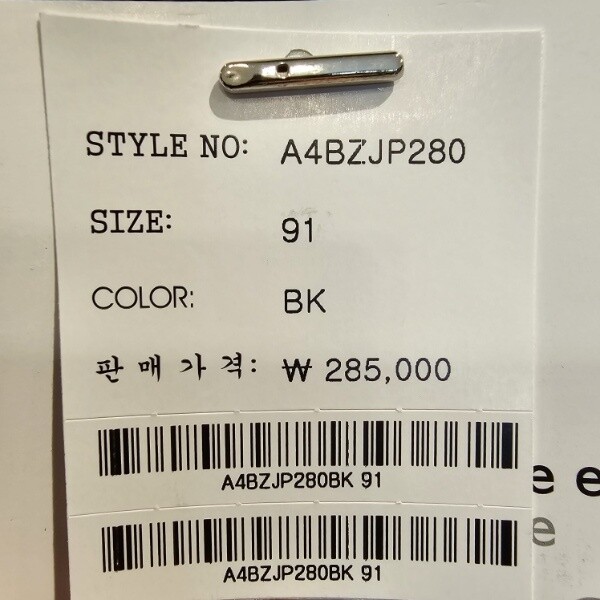 STYLE NO: A4BZJP280
SIZE: 91
COLOR: BK
판매가격: ₩ 285,000
A4BZJP280BK 91
A4BZJP280BK 91
e e
e